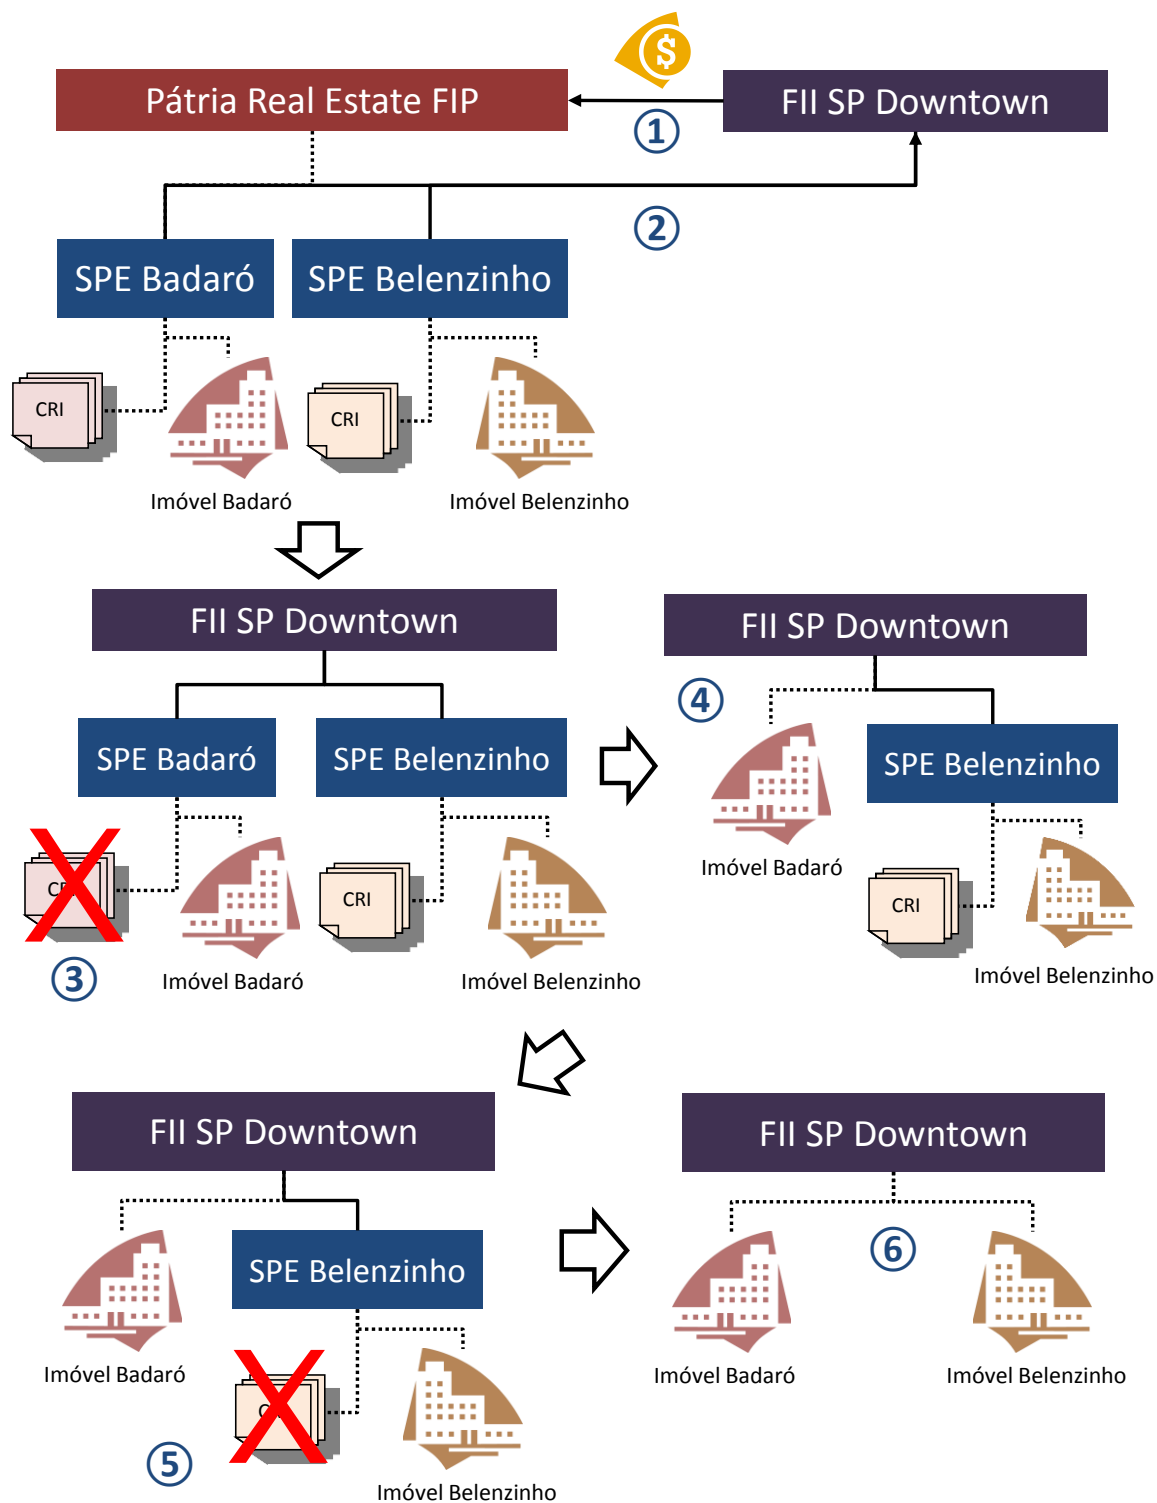 $
Pátria Real Estate FIP
FII SP Downtown
①
②
SPE Badaró
SPE Belenzinho
CRI
CRI
Imóvel Badaró
Imóvel Belenzinho
FII SP Downtown
FII SP Downtown
④
SPE Badaró
SPE Belenzinho
SPE Belenzinho
Imóvel Badaró
CRI
CRI
③
Imóvel Badaró
Imóvel Belenzinho
Imóvel Belenzinho
FII SP Downtown
FII SP Downtown
SPE Belenzinho
⑥
Imóvel Badaró
Imóvel Badaró
Imóvel Belenzinho
⑤
Imóvel Belenzinho